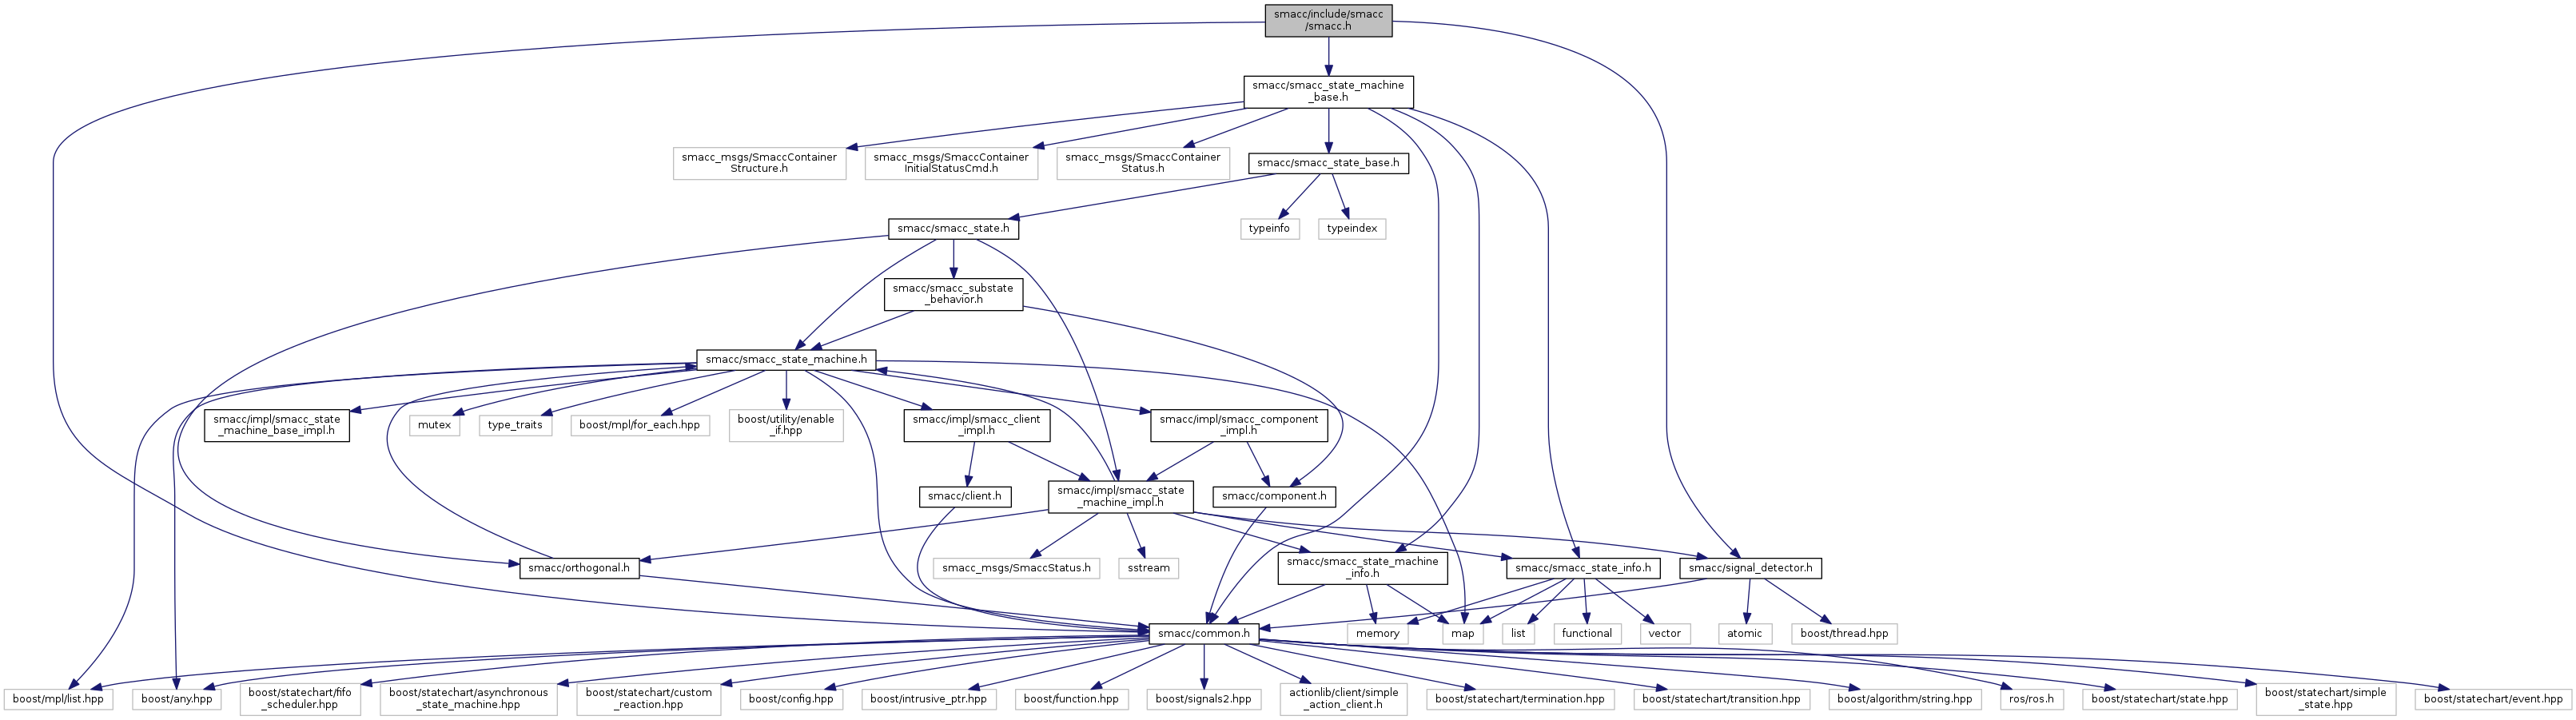 smacc/include/smacc
/smacc.h
smacc/smacc_state_machine
_base.h
smacc_msgs/SmaccContainer
Structure.h
smacc_msgs/SmaccContainer
InitialStatusCmd.h
smacc_msgs/SmaccContainer
Status.h
smacc/smacc_state_base.h
smacc/smacc_state.h
typeinfo
typeindex
smacc/smacc_substate
_behavior.h
smacc/smacc_state_machine.h
smacc/impl/smacc_state
_machine_base_impl.h
mutex
type_traits
boost/mpl/for_each.hpp
boost/utility/enable
_if.hpp
smacc/impl/smacc_client
_impl.h
smacc/impl/smacc_component
_impl.h
smacc/client.h
smacc/impl/smacc_state
_machine_impl.h
smacc/component.h
smacc/orthogonal.h
smacc_msgs/SmaccStatus.h
sstream
smacc/smacc_state_machine
_info.h
smacc/smacc_state_info.h
smacc/signal_detector.h
smacc/common.h
memory
map
list
functional
vector
atomic
boost/thread.hpp
boost/mpl/list.hpp
boost/any.hpp
boost/statechart/fifo
_scheduler.hpp
boost/statechart/asynchronous
_state_machine.hpp
boost/statechart/custom
_reaction.hpp
boost/config.hpp
boost/intrusive_ptr.hpp
boost/function.hpp
boost/signals2.hpp
actionlib/client/simple
_action_client.h
boost/statechart/termination.hpp
boost/statechart/transition.hpp
boost/algorithm/string.hpp
ros/ros.h
boost/statechart/state.hpp
boost/statechart/simple
_state.hpp
boost/statechart/event.hpp